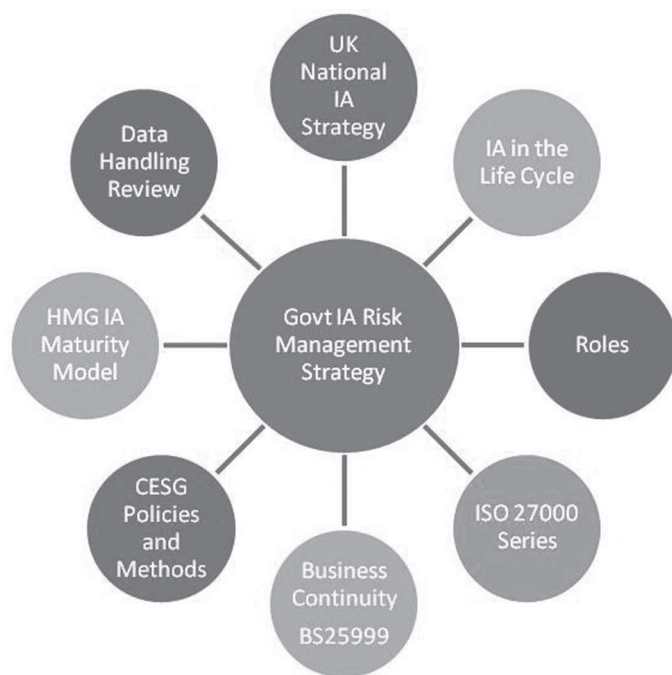 UK
National
IA
Strategy
Data
Handling
Review
IA in the
Life Cycle
HMG IA
Maturity
Model
Govt IA Risk
Management
Strategy
Roles
CESG
Policies
and
Methods
ISO 27000
Series
Business
Continuity
BS25999